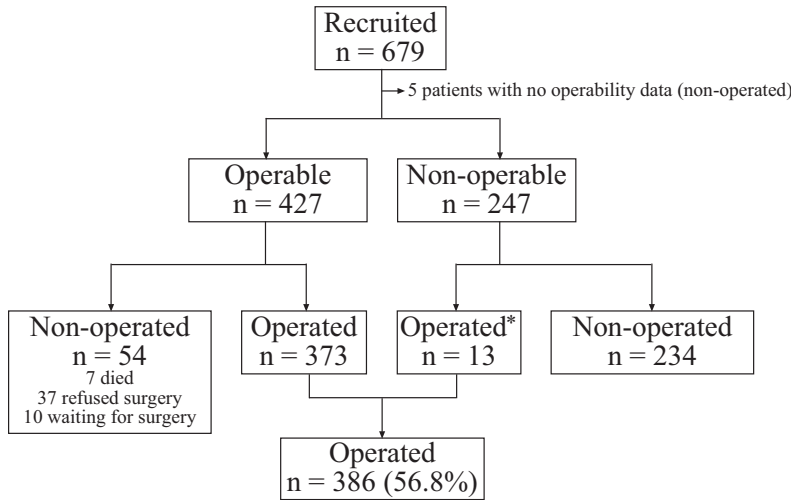 Recruited
n = 679
5 patients with no operability data (non-operated)
Operable
n = 427
Non-operable
n = 247
Non-operated
n = 54
7 died
37 refused surgery
10 waiting for surgery
Operated
n = 373
Operated*
n = 13
Non-operated
n = 234
Operated
n = 386 (56.8%)